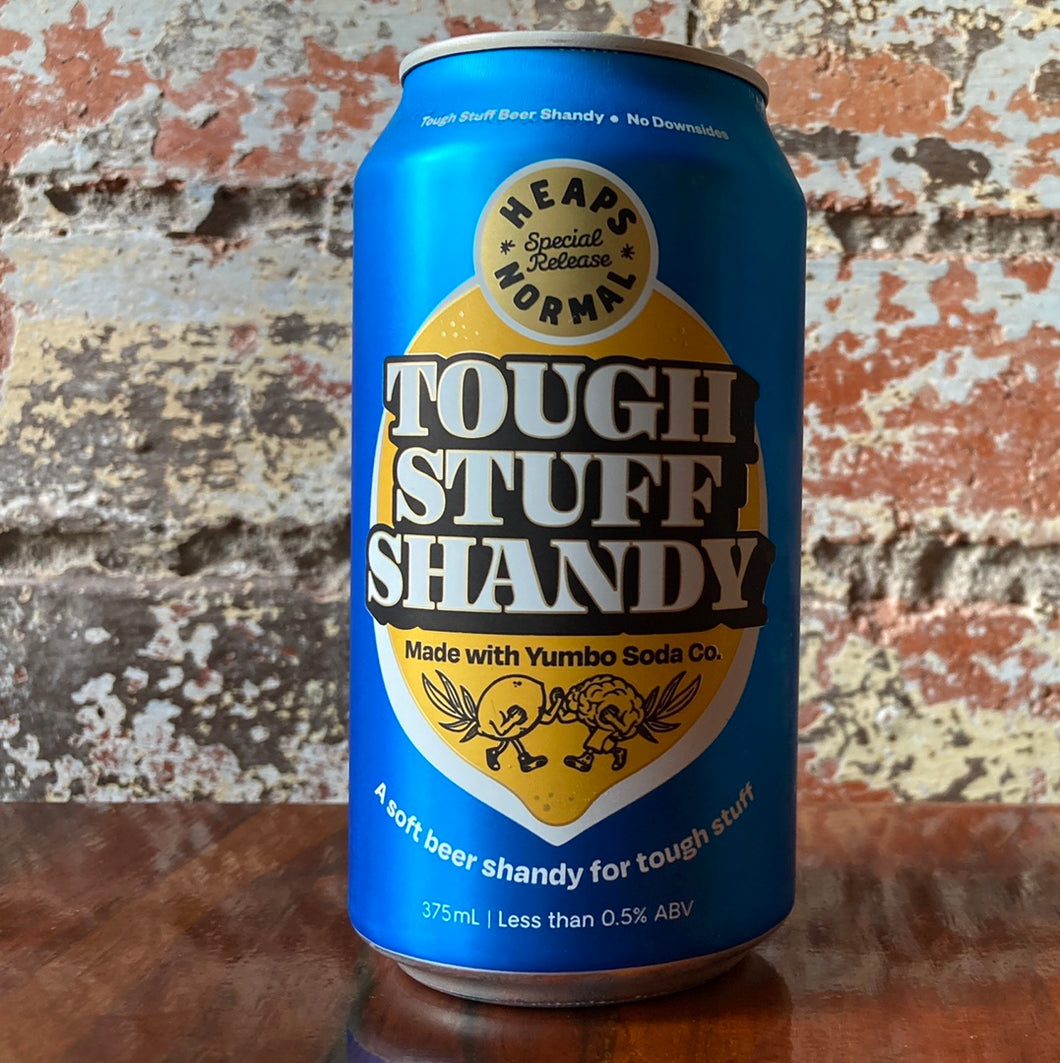 Tough Stuff Beer Shandy • No Downsides
HEAPS
* Special *
Release
NORMAL
TOUGH
STUFF
SHANDY
Made with Yumbo Soda Co.
A soft beer shandy for tough stuff
375mL | Less than 0.5% ABV